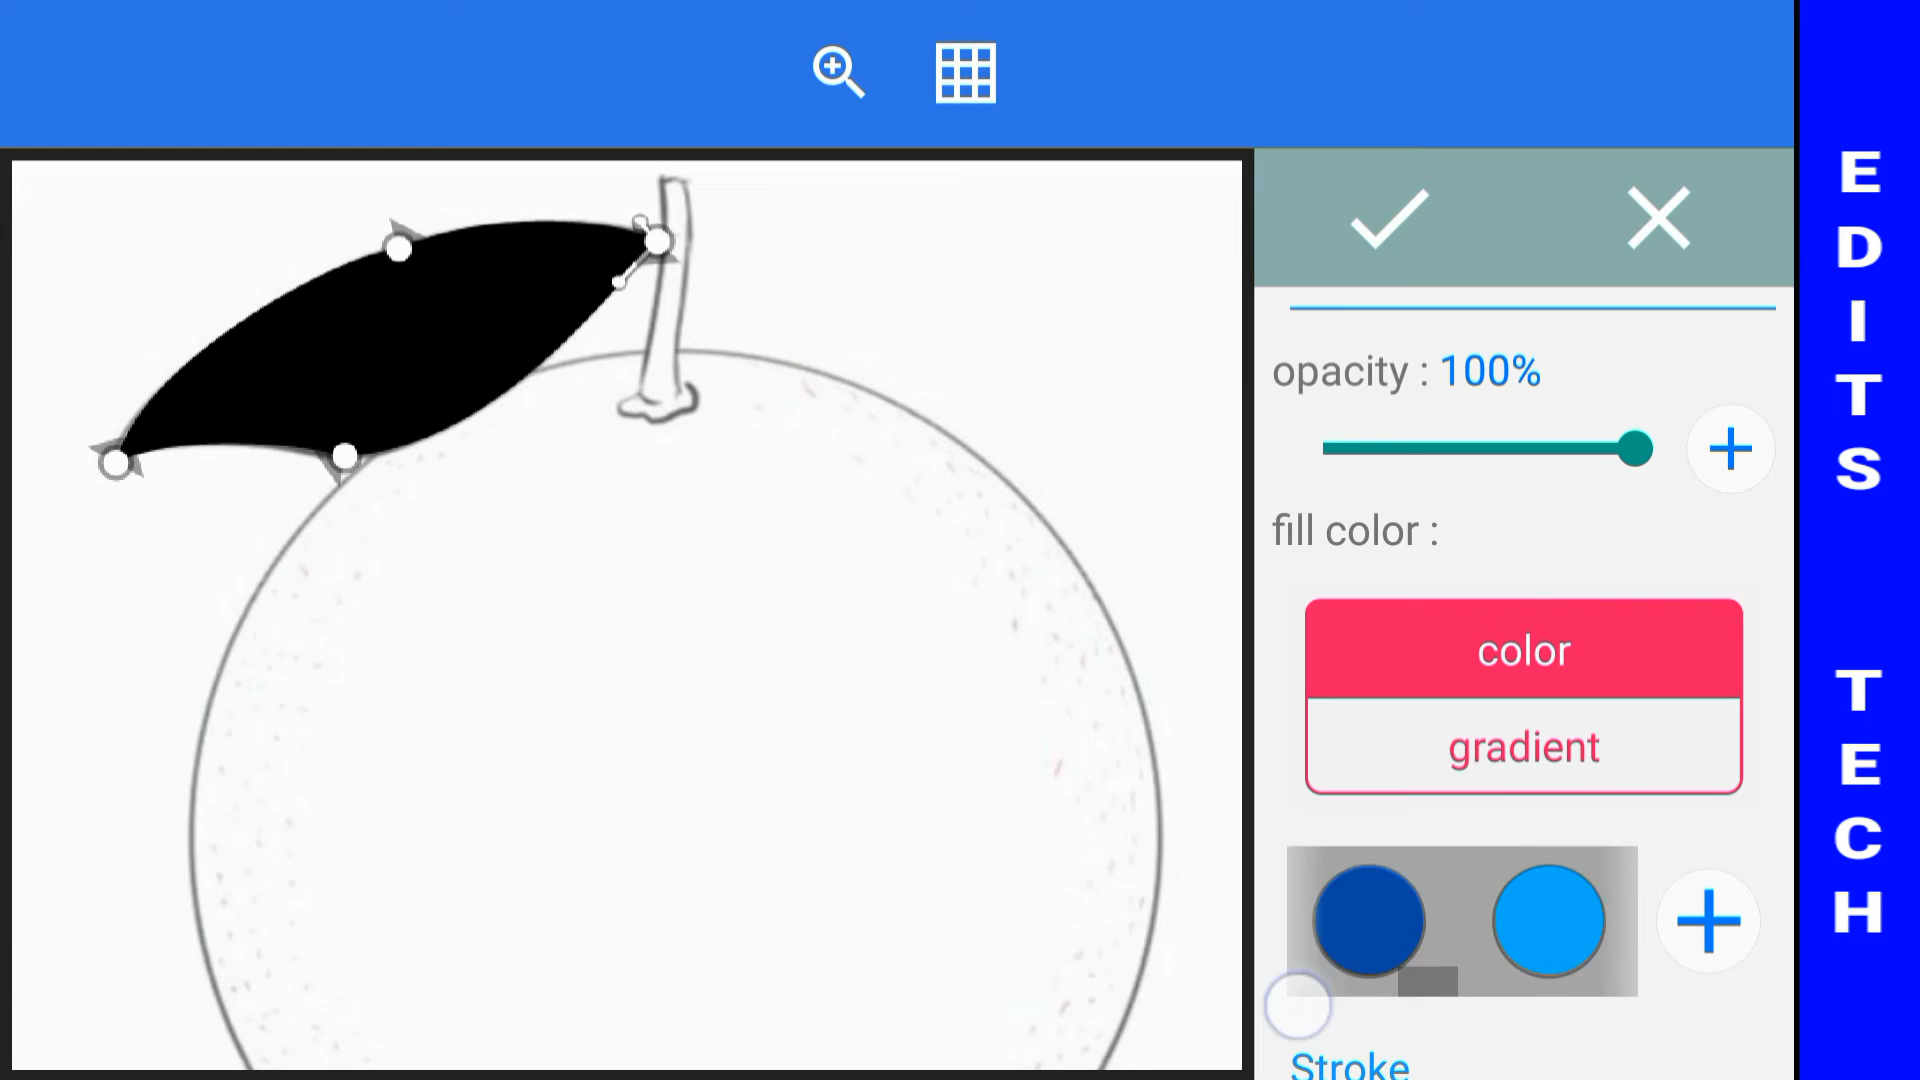 opacity : 100%
fill color :
color
gradient
Stroke
EDITS
TECH